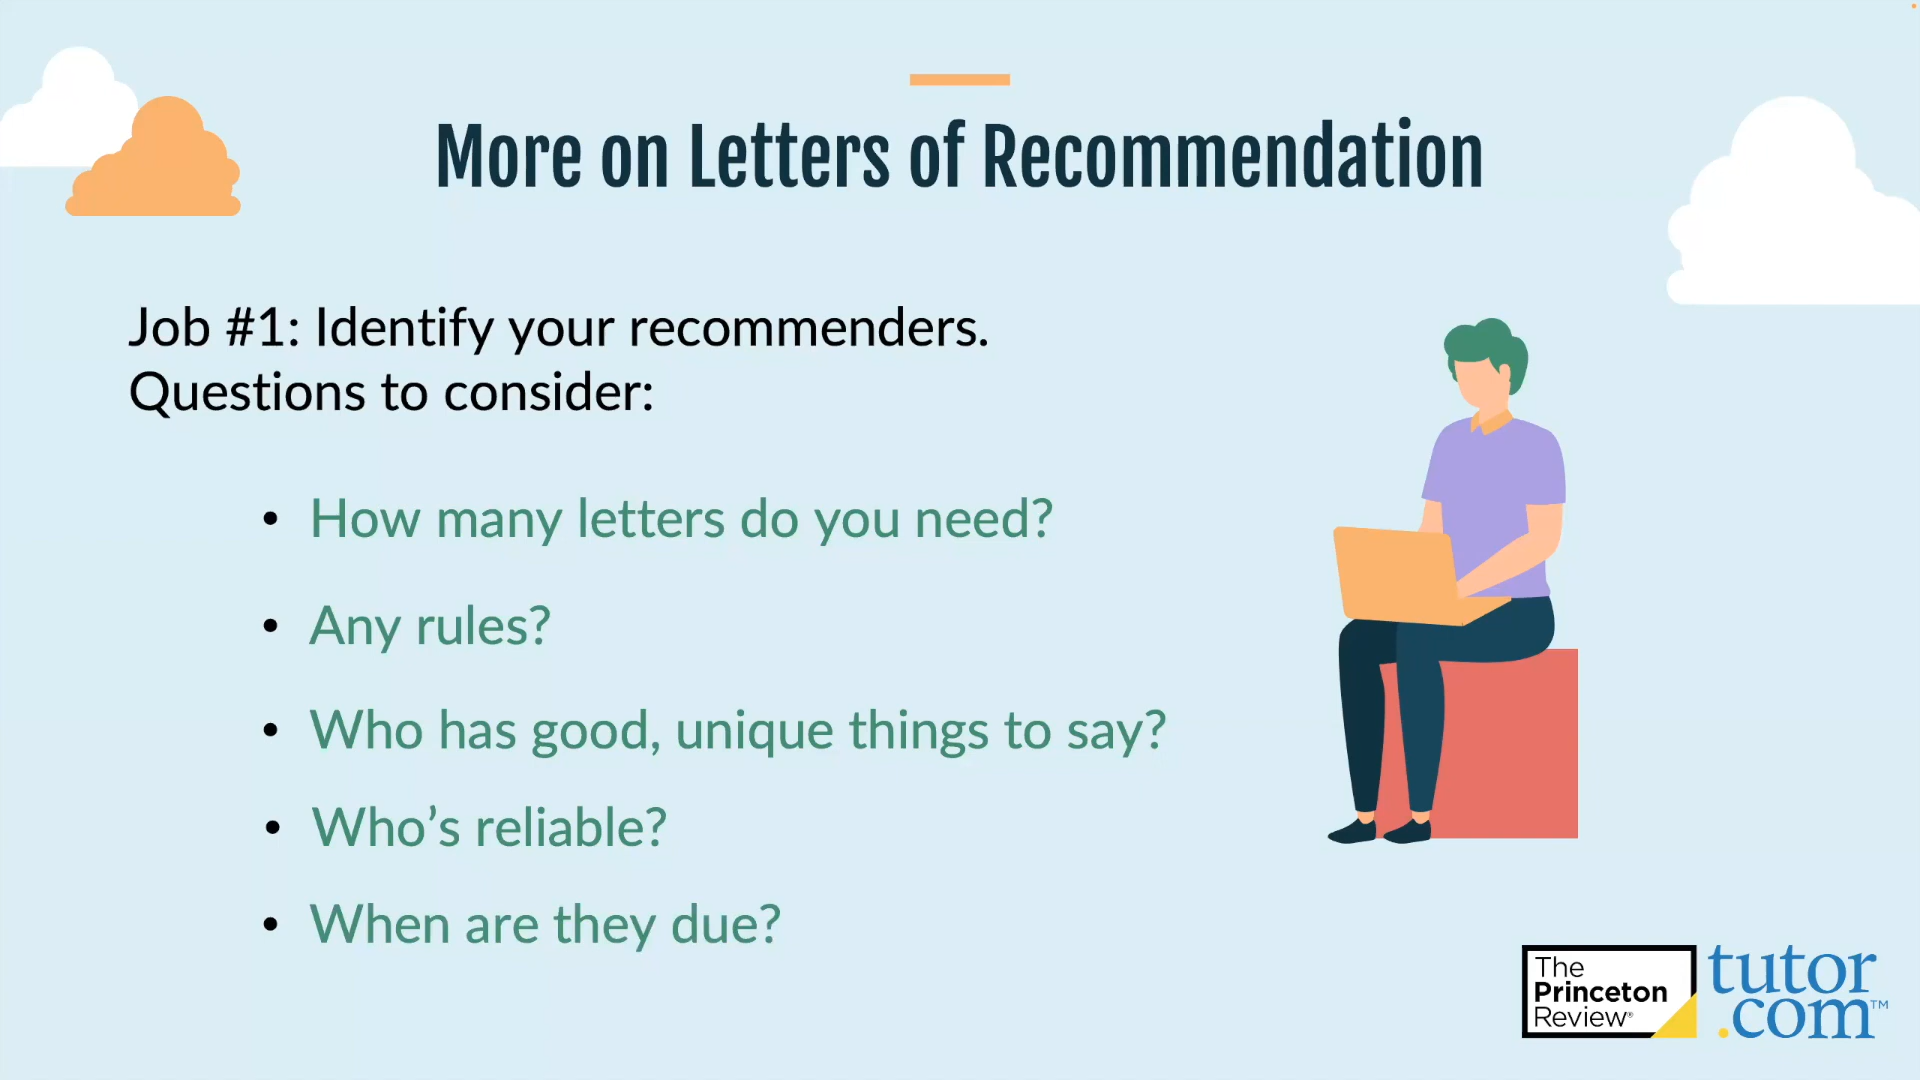 More on Letters of Recommendation
Job #1: Identify your recommenders.
Questions to consider:
• How many letters do you need?
• Any rules?
• Who has good, unique things to say?
• Who’s reliable?
• When are they due?
The
Princeton
Review®
tutor
.com™